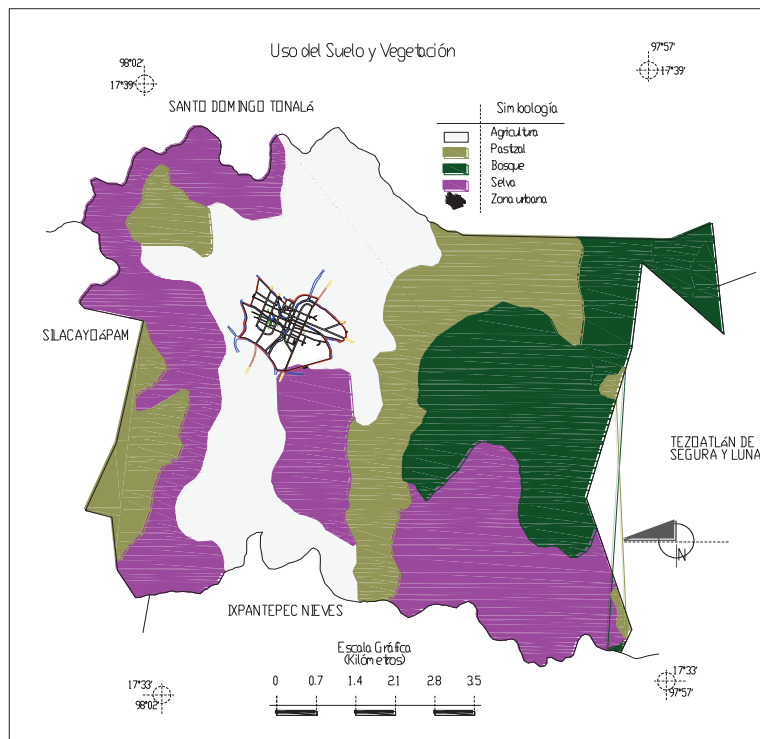 Uso del Suelo y Vegetación
98°02'
17°39'
97°57'
17°39'
SANTO DOMINGO TONALá
Simbología
Agricultura
Pastizal
Bosque
Selva
Zona urbana
SILACAYOáPAM
TEZOATLáN DE
SEGURA Y LUNA
N
IXPANTEPEC NIEVES
Escala Gráfica
(Kilómetros)
0 0.7 1.4 2.1 2.8 3.5
17°33'
98°02'
17°33'
97°57'